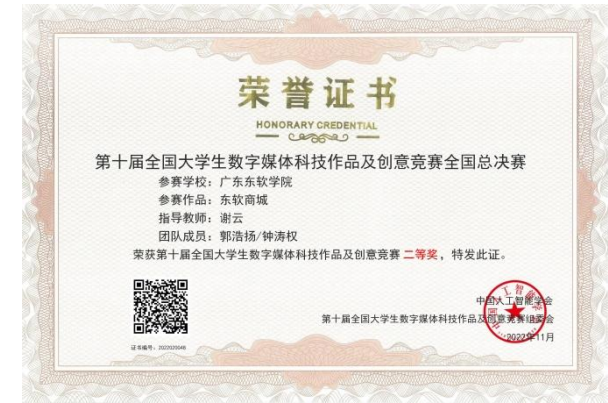 荣誉证书
HONORARY CREDENTIAL
第十届全国大学生数字媒体科技作品及创意竞赛全国总决赛
参赛学校：广东东软学院
参赛作品：东软商城
指导教师：谢云
团队成员：郭浩扬/钟涛权
荣获第十届全国大学生数字媒体科技作品及创意竞赛 二等奖，特发此证。
中国人工智能学会
第十届全国大学生数字媒体科技作品及创意竞赛组委会
2022年11月
证书编号：2022020048